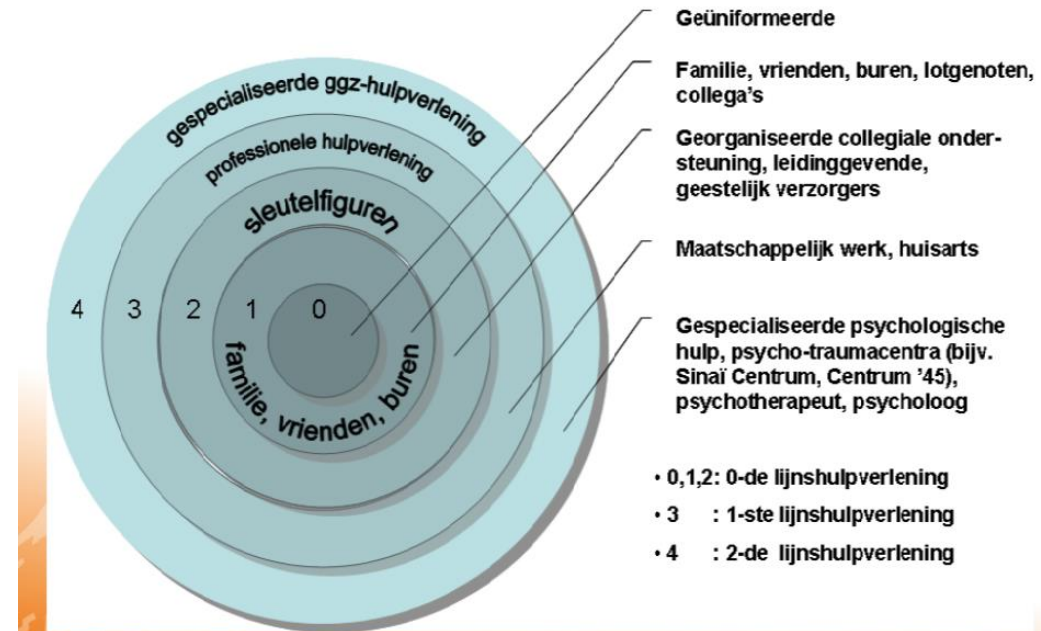 gespecialiseerde ggz-hulpverlening
professionele hulpverlening
sleutelfiguren
4 3 2 1 0
familie, vrienden, buren
Geüniformeerde
Familie, vrienden, buren, lotgenoten,
collega's
Georganiseerde collegiale onder-
steuning, leidinggevende,
geestelijk verzorgers
Maatschappelijk werk, huisarts
Gespecialiseerde psychologische
hulp, psycho-traumacentra (bijv.
Sinaï Centrum, Centrum '45),
psychotherapeut, psycholoog
• 0,1,2: 0-de lijnshulpverlening
• 3 : 1-ste lijnshulpverlening
• 4 : 2-de lijnshulpverlening